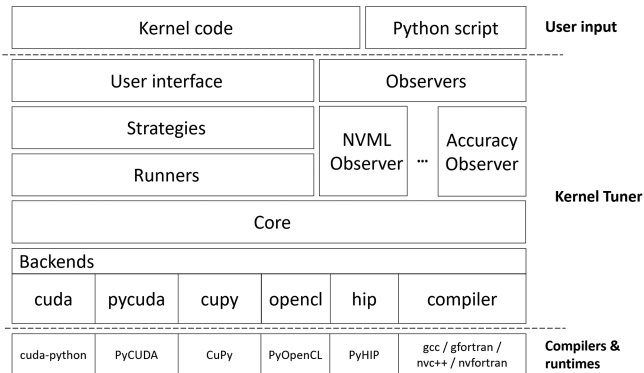 Kernel code
Python script
User input
User interface
Observers
Strategies
NVML
Observer
...
Accuracy
Observer
Runners
Kernel Tuner
Core
Backends
cuda
pycuda
cupy
opencl
hip
compiler
cuda-python
PyCUDA
CuPy
PyOpenCL
PyHIP
gcc / gfortran /
nvc++ / nvfortran
Compilers &
runtimes